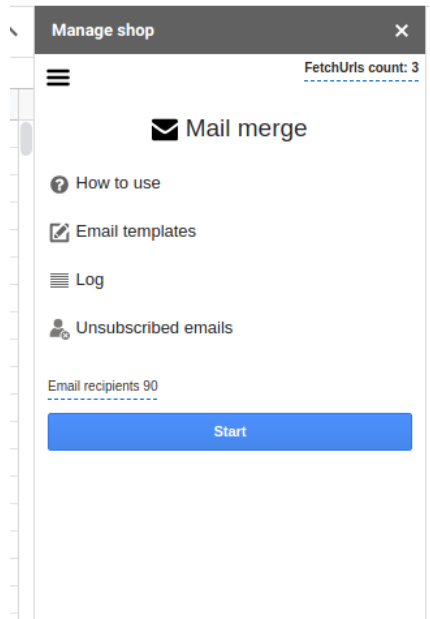 Manage shop
FetchUrls count: 3
Mail merge
How to use
Email templates
Log
Unsubscribed emails
Email recipients 90
Start